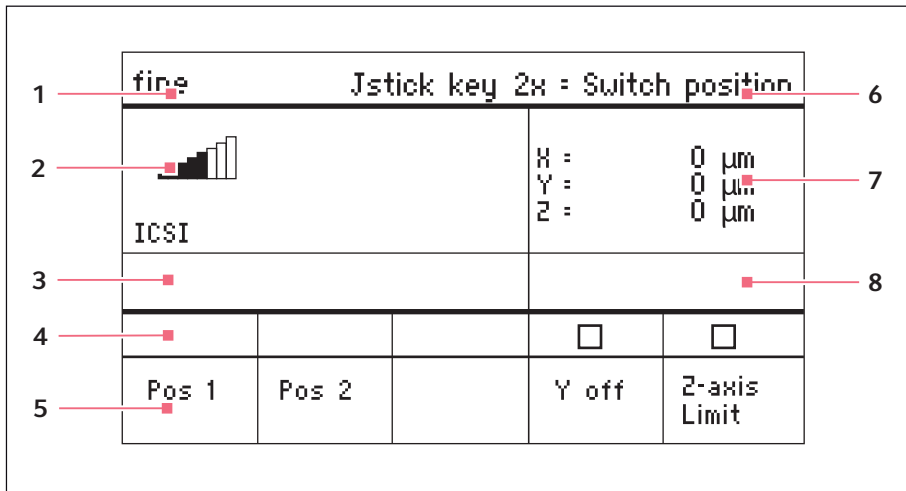 fine Jstick key 2x = Switch position
1
6
2
X = 0 µm
7
Y = 0 µm
Z = 0 µm
ICSI
3
8
4
5
Pos 1 Pos 2 Y off Z-axis
Limit